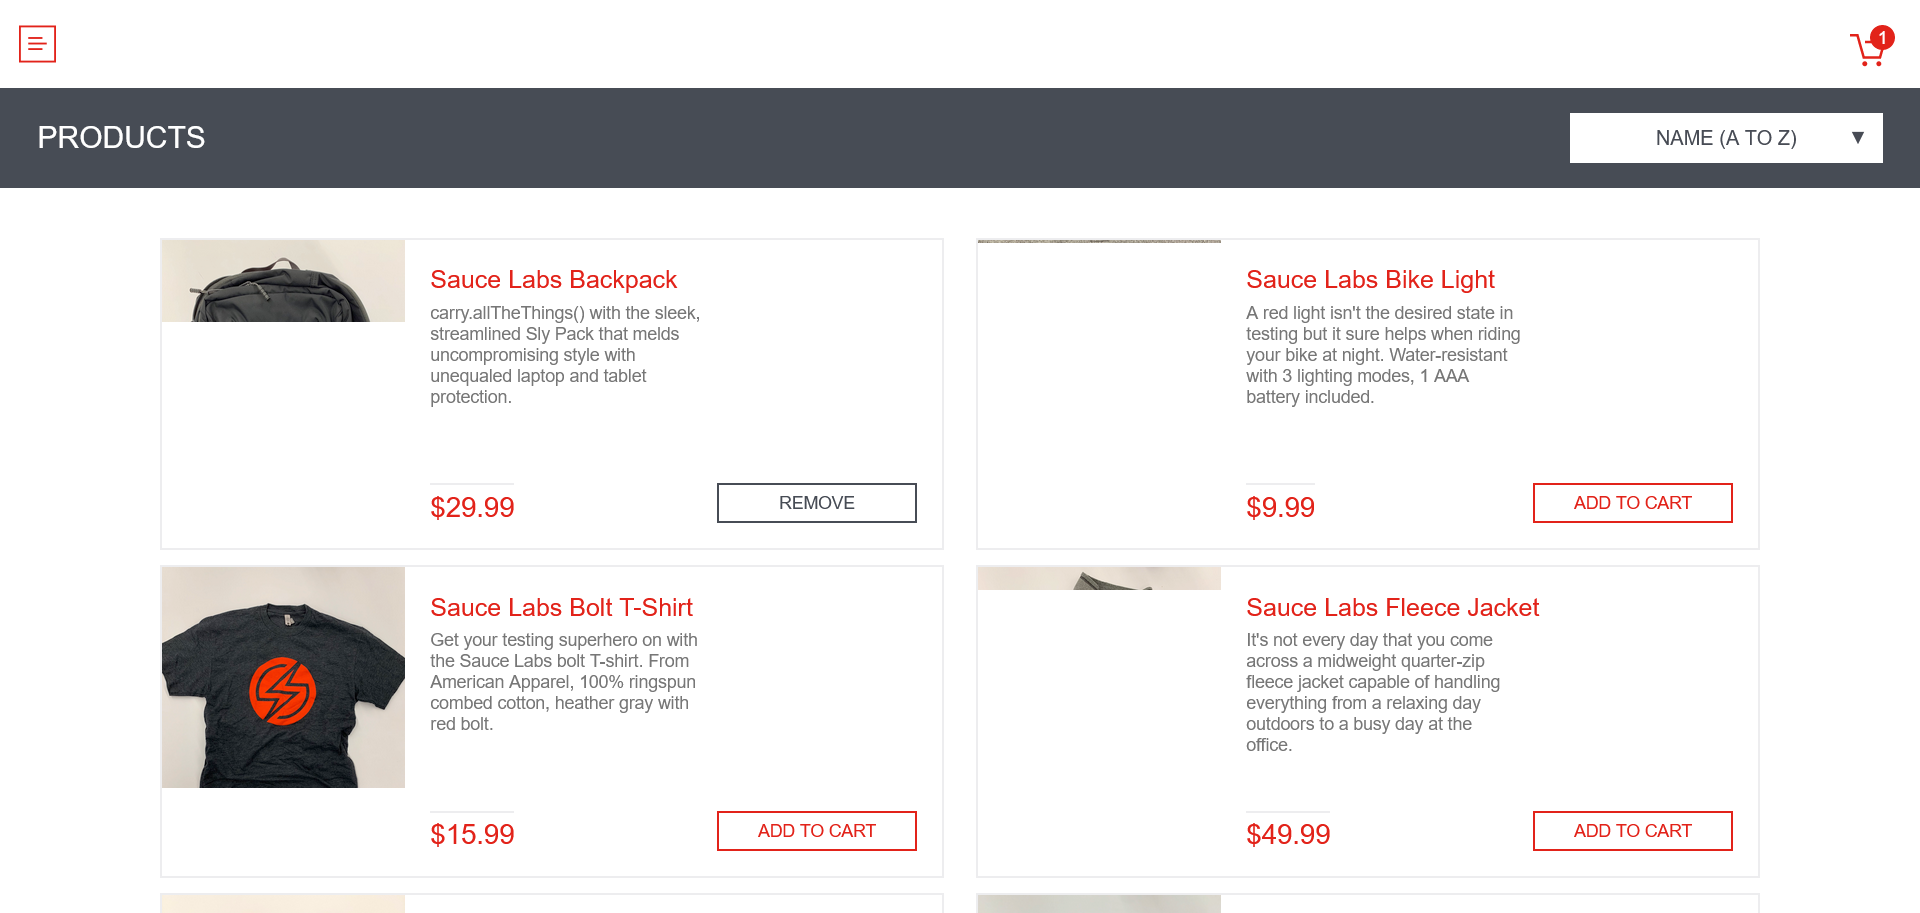 1
PRODUCTS
NAME (A TO Z) ▼
Sauce Labs Backpack
carry.allTheThings() with the sleek,
streamlined Sly Pack that melds
uncompromising style with
unequaled laptop and tablet
protection.
$29.99
REMOVE
Sauce Labs Bike Light
A red light isn't the desired state in
testing but it sure helps when riding
your bike at night. Water-resistant
with 3 lighting modes, 1 AAA
battery included.
$9.99
ADD TO CART
Sauce Labs Bolt T-Shirt
Get your testing superhero on with
the Sauce Labs bolt T-shirt. From
American Apparel, 100% ringspun
combed cotton, heather gray with
red bolt.
$15.99
ADD TO CART
Sauce Labs Fleece Jacket
It's not every day that you come
across a midweight quarter-zip
fleece jacket capable of handling
everything from a relaxing day
outdoors to a busy day at the
office.
$49.99
ADD TO CART